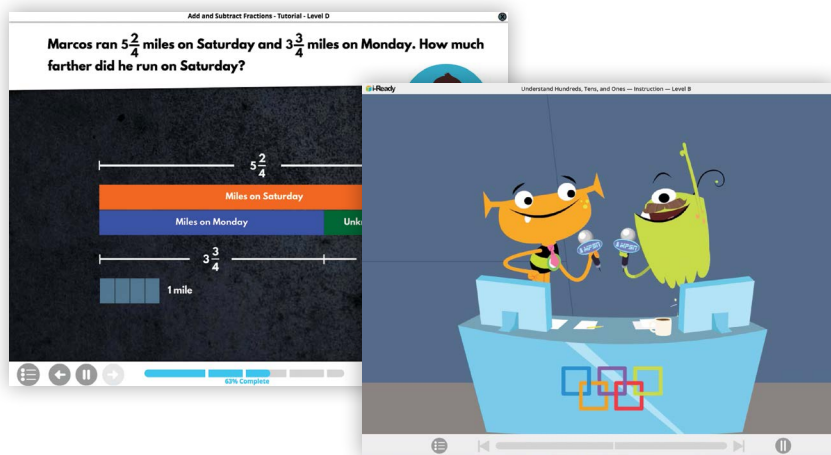 Add and Subtract Fractions - Tutorial - Level D
Marcos ran 5 2/4 miles on Saturday and 3 3/4 miles on Monday. How much
farther did he run on Saturday?
5 2/4
Miles on Saturday
Miles on Monday
3 3/4
1 mile
63% Complete
i-Ready
Understand Hundreds, Tens, and Ones — Instruction — Level B